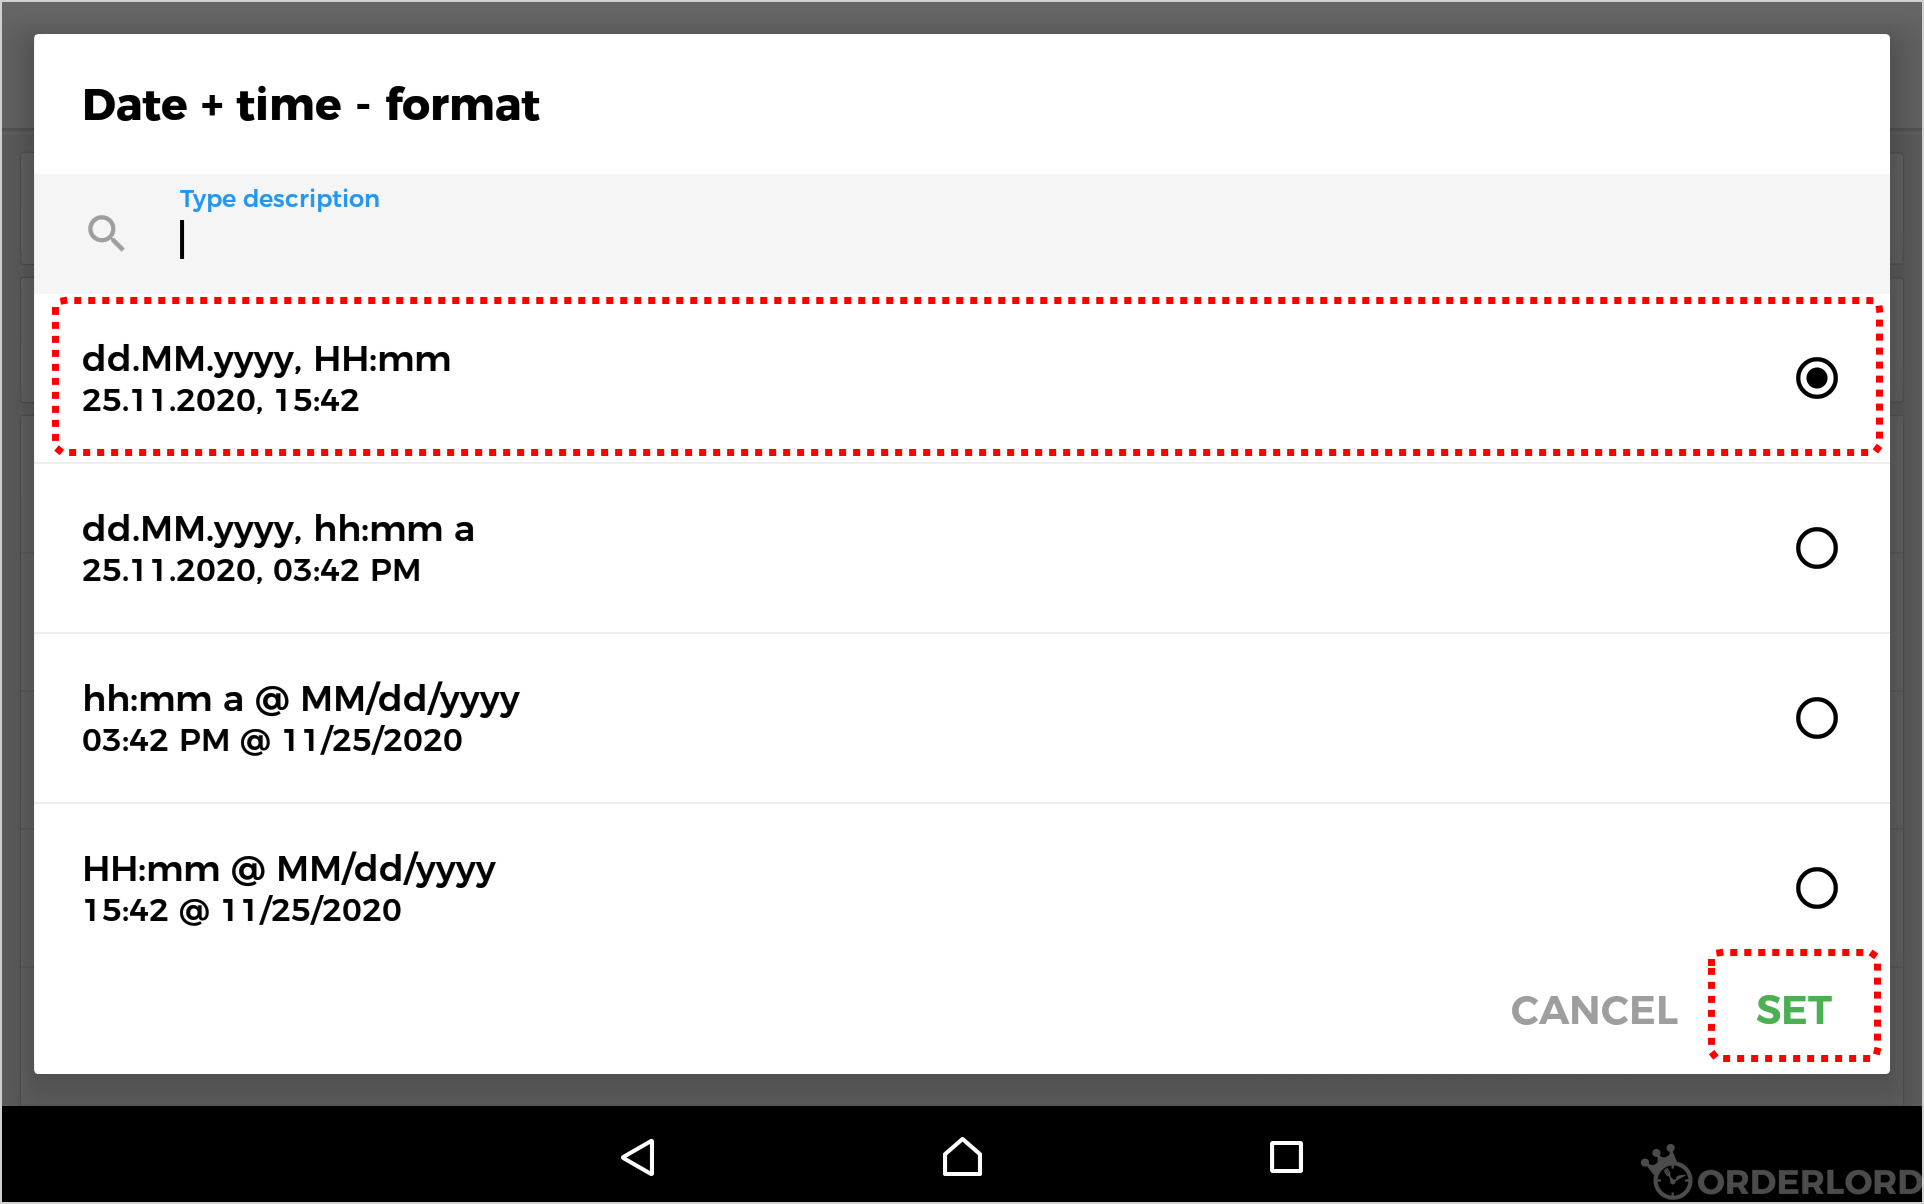 Date + time - format
Type description
dd.MM.yyyy, HH:mm
25.11.2020, 15:42
dd.MM.yyyy, hh:mm a
25.11.2020, 03:42 PM
hh:mm a @ MM/dd/yyyy
03:42 PM @ 11/25/2020
HH:mm @ MM/dd/yyyy
15:42 @ 11/25/2020
CANCEL SET
ORDERLORD